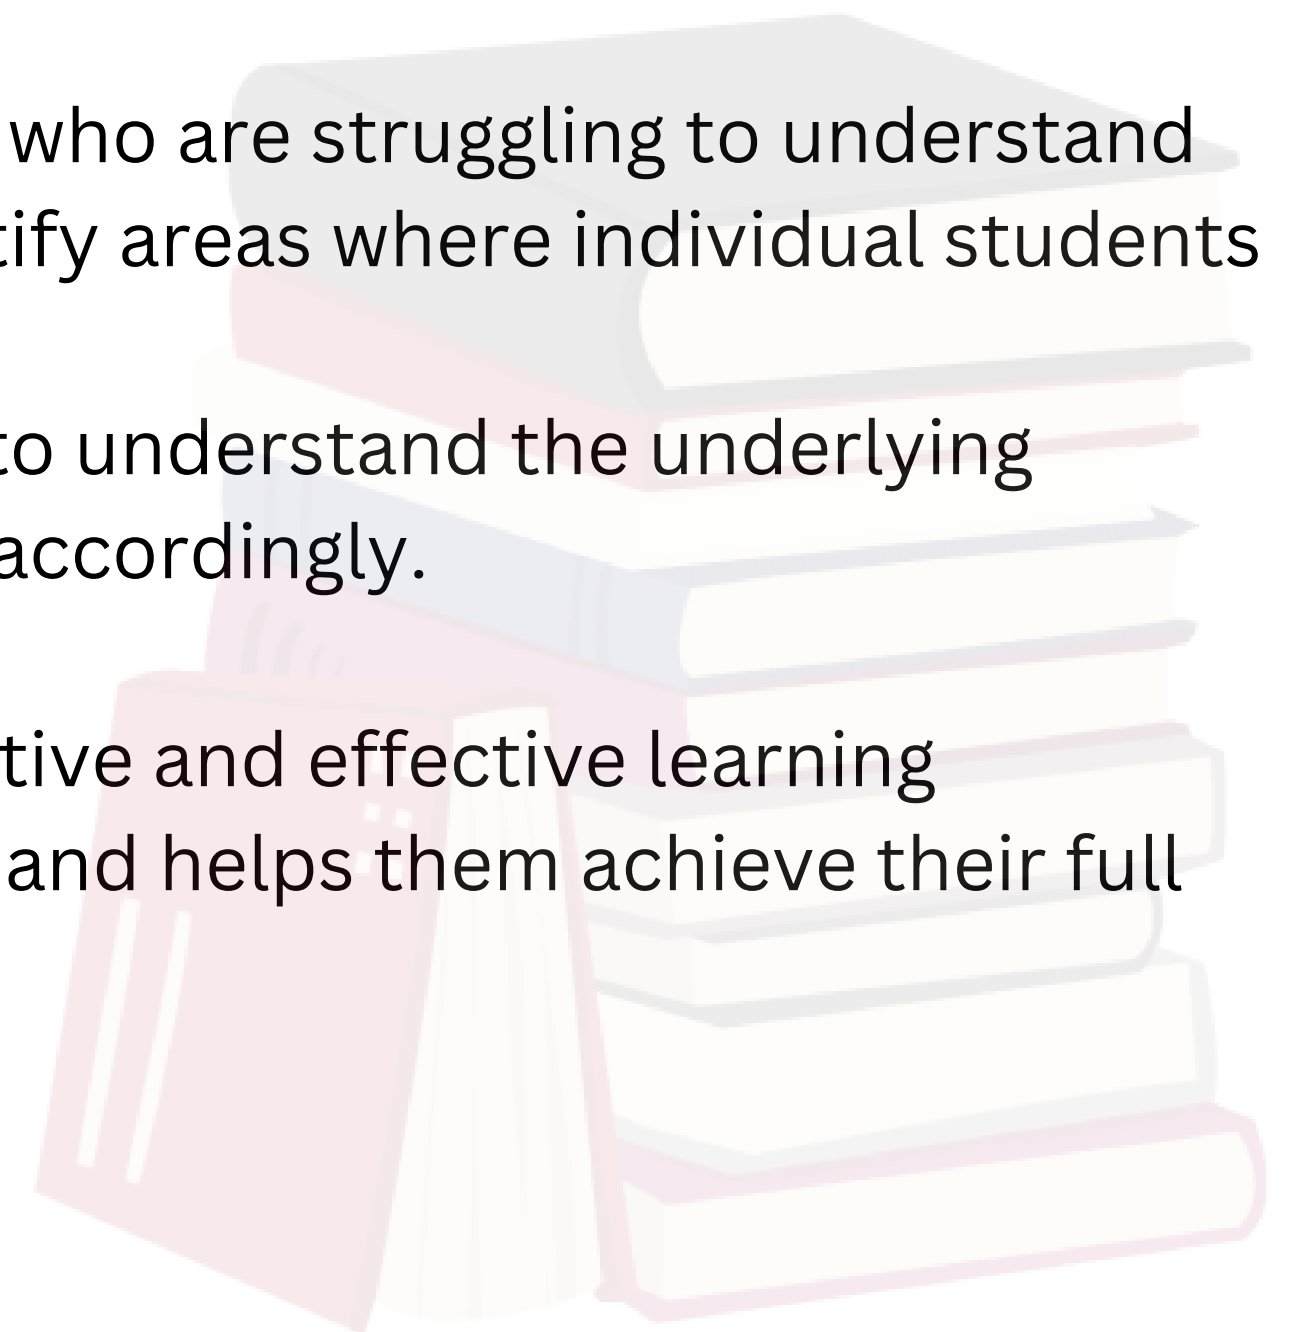 who are struggling to understand
tify areas where individual students
to understand the underlying
accordingly.
tive and effective learning
and helps them achieve their full